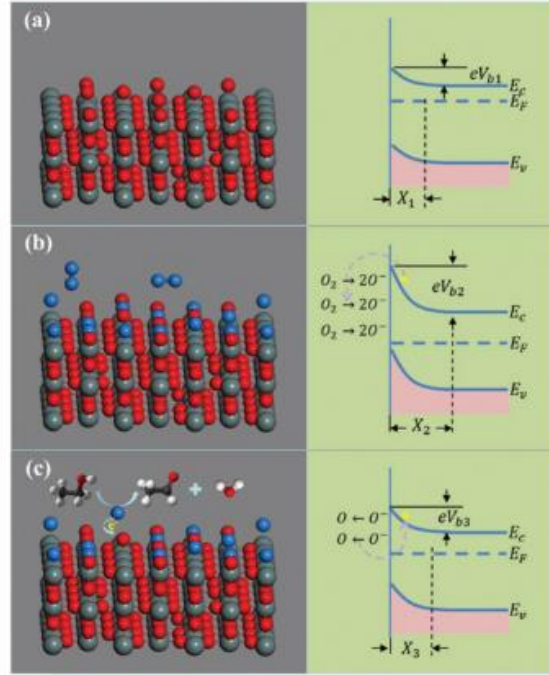 (a)
eV_b1
E_c
E_F
E_v
X_1
(b)
O_2 → 2O^-
O_2 → 2O^-
O_2 → 2O^-
eV_b2
E_c
E_F
E_v
X_2
(c)
+
O ← O^-
O ← O^-
eV_b3
E_c
E_F
E_v
X_3